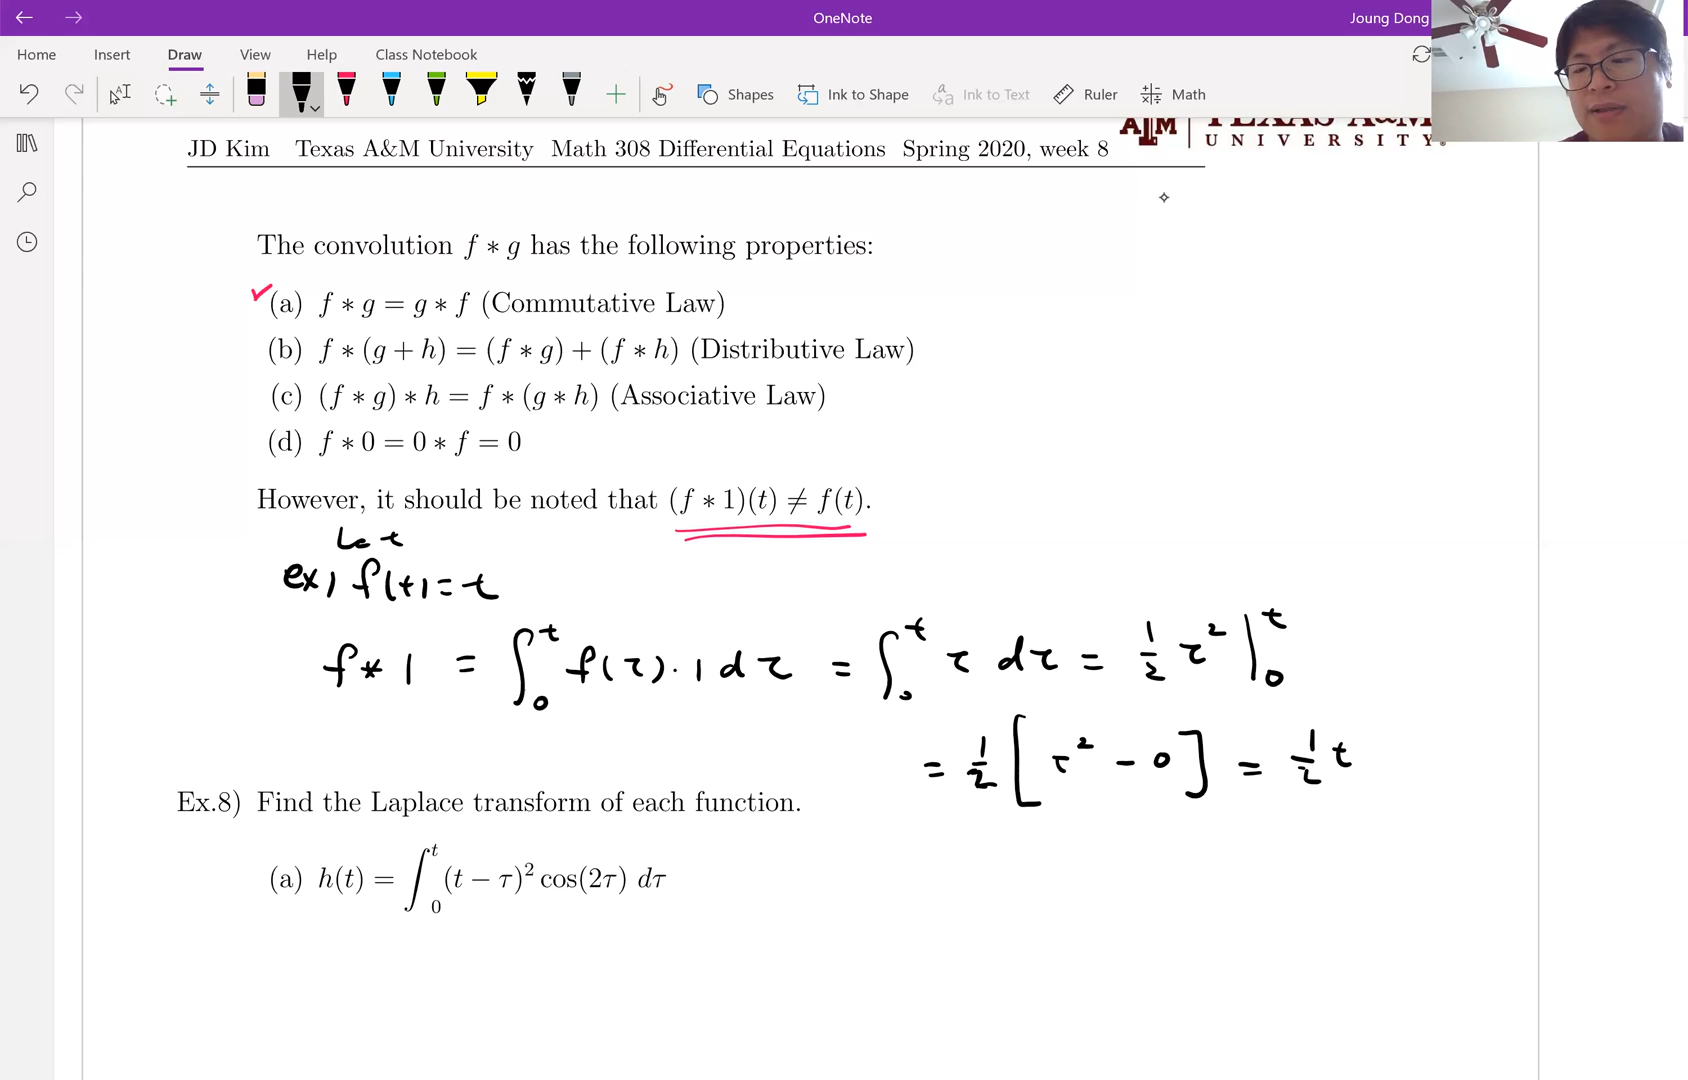 OneNote
Joung Dong
Home Insert Draw View Help Class Notebook
Shapes Ink to Shape Ink to Text Ruler Math
JD Kim Texas A&M University Math 308 Differential Equations Spring 2020, week 8
A|M | TEXAS A&M
UNIVERSITY®
The convolution f ∗ g has the following properties:
(a) f ∗ g = g ∗ f (Commutative Law)
(b) f ∗ (g + h) = (f ∗ g) + (f ∗ h) (Distributive Law)
(c) (f ∗ g) ∗ h = f ∗ (g ∗ h) (Associative Law)
(d) f ∗ 0 = 0 ∗ f = 0
However, it should be noted that (f ∗ 1)(t) ≠ f(t).
Let
ex) f(t) = t
f * 1 = ∫₀ᵗ f(τ)·1 dτ = ∫₀ᵗ τ dτ = ½ τ² |₀ᵗ
= ½ [τ² − 0] = ½ t
Ex.8) Find the Laplace transform of each function.
(a) h(t) = ∫₀ᵗ (t − τ)² cos(2τ) dτ